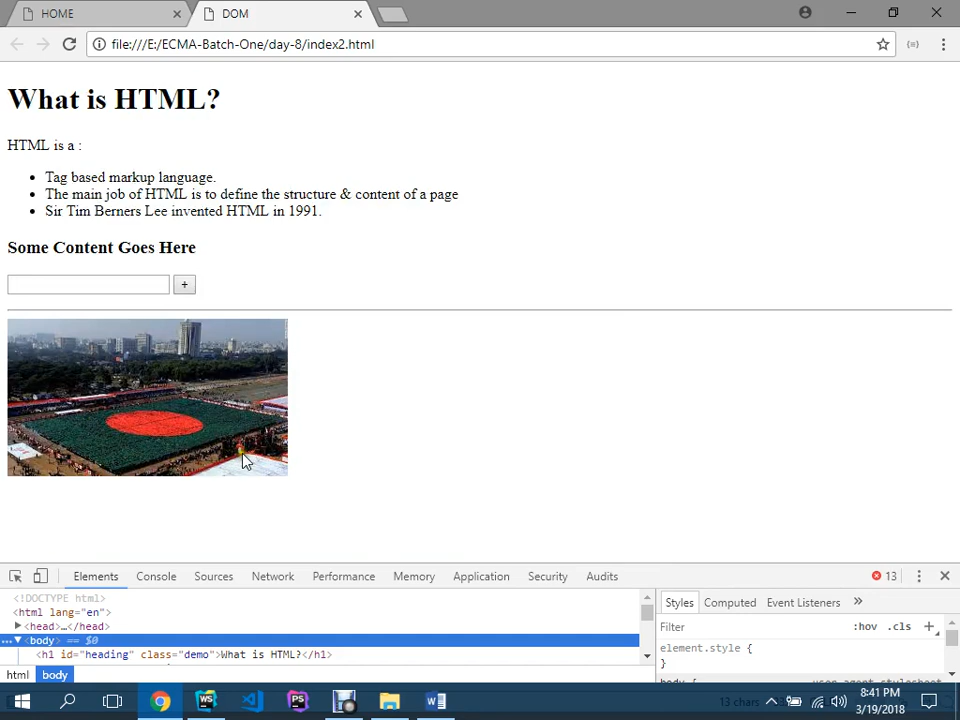 HOME
DOM
file:///E:/ECMA-Batch-One/day-8/index2.html
What is HTML?
HTML is a :
Tag based markup language.
The main job of HTML is to define the structure & content of a page
Sir Tim Berners Lee invented HTML in 1991.
Some Content Goes Here
+
Elements Console Sources Network Performance Memory Application Security Audits 13
<!DOCTYPE html>
<html lang="en">
<head>…</head>
<body> == $0
<h1 id="heading" class="demo">What is HTML?</h1>
html body
Styles Computed Event Listeners »
Filter :hov .cls +
element.style {
}
13 chars
8:41 PM
3/19/2018